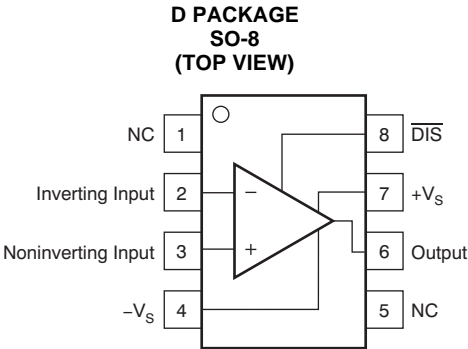 D PACKAGE
SO-8
(TOP VIEW)
NC 1 8 D̅I̅S̅
Inverting Input 2 − 7 +VS
Noninverting Input 3 + 6 Output
−VS 4 5 NC